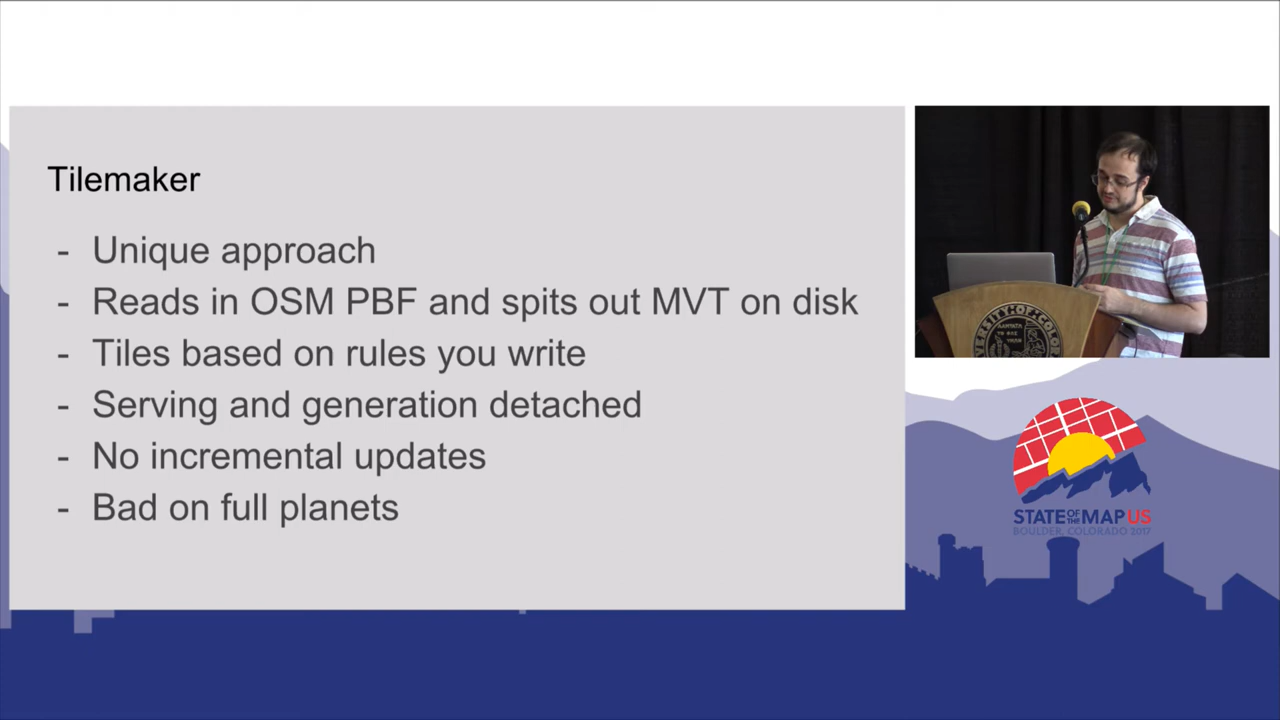 Tilemaker
- Unique approach
- Reads in OSM PBF and spits out MVT on disk
- Tiles based on rules you write
- Serving and generation detached
- No incremental updates
- Bad on full planets
STATE OF THE MAP US
BOULDER, COLORADO 2017